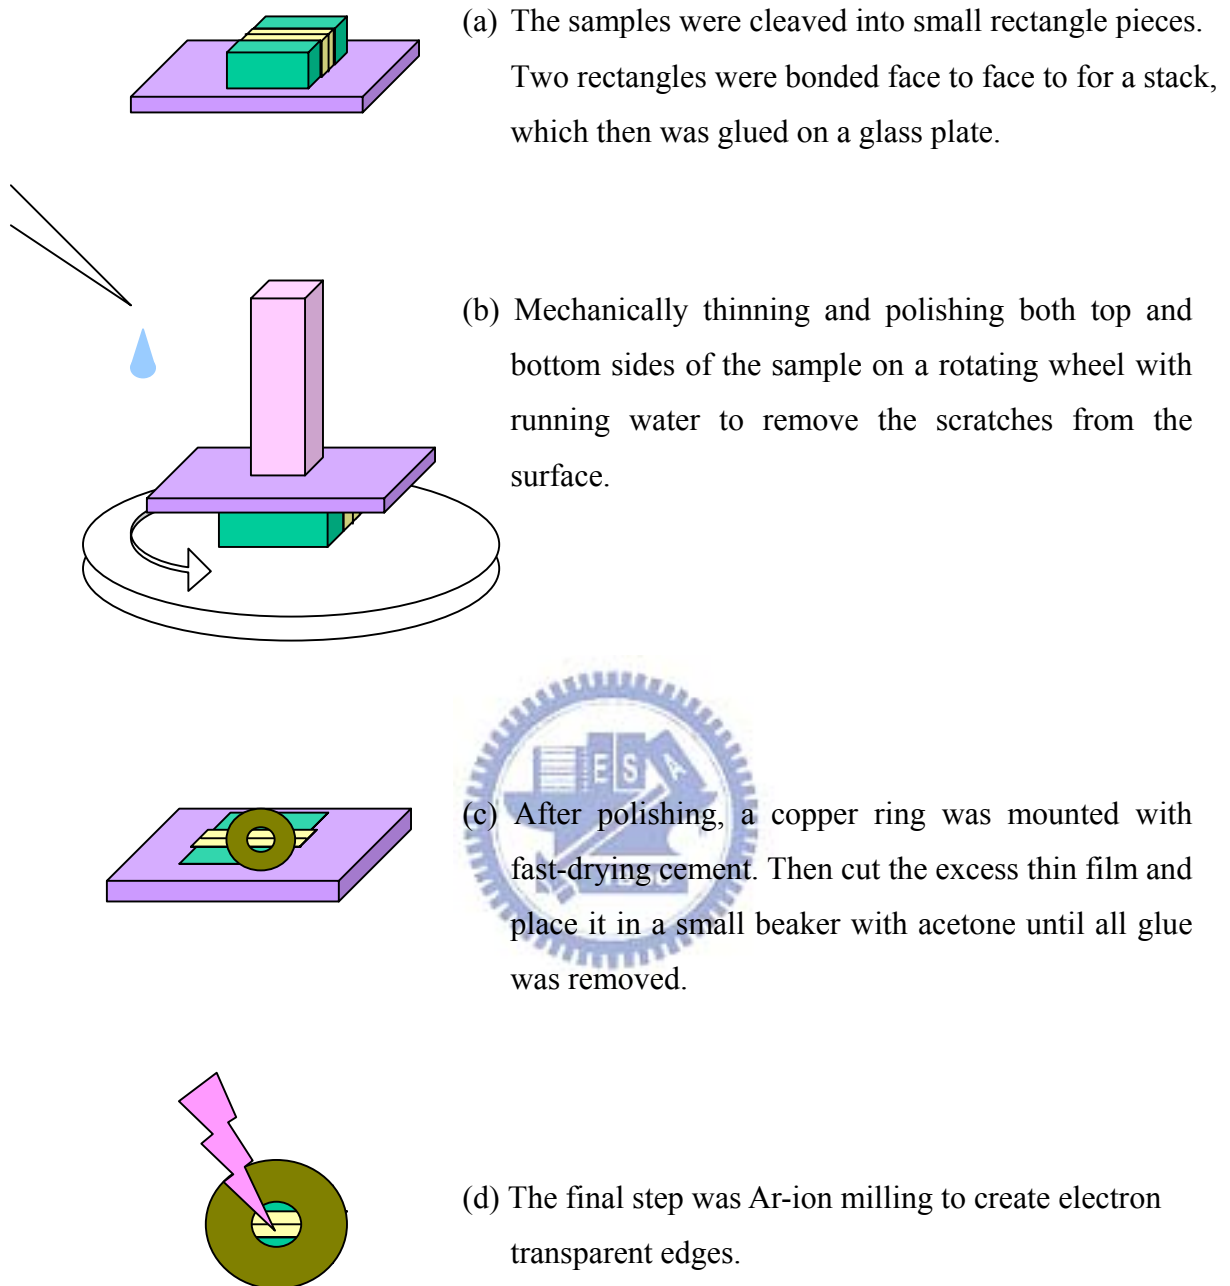 (a) The samples were cleaved into small rectangle pieces.
Two rectangles were bonded face to face to for a stack,
which then was glued on a glass plate.
(b) Mechanically thinning and polishing both top and
bottom sides of the sample on a rotating wheel with
running water to remove the scratches from the
surface.
E S A
(c) After polishing, a copper ring was mounted with
fast-drying cement. Then cut the excess thin film and
place it in a small beaker with acetone until all glue
was removed.
(d) The final step was Ar-ion milling to create electron
transparent edges.